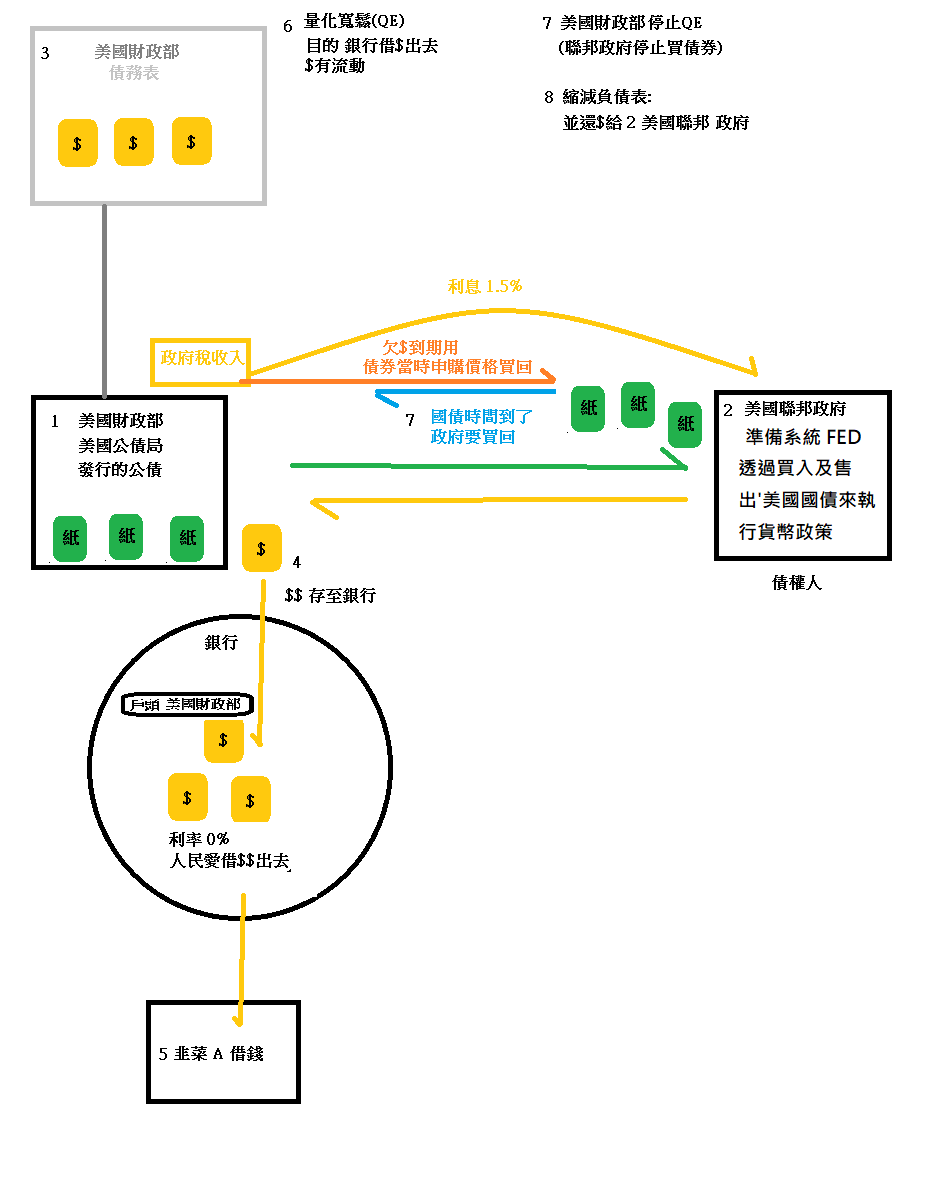 6 量化寬鬆(QE)
目的 銀行借$出去
$有流動
7 美國財政部停止QE
(聯邦政府停止買債券)
8 縮減負債表:
並還$給 2 美國聯邦 政府
3 美國財政部
債務表
$ $ $
利息 1.5%
政府稅收入
欠$到期用
債券當時申購價格買回
7 國債時間到了
政府要買回
紙 紙 紙
1 美國財政部
美國公債局
發行的公債
紙 紙 紙
2 美國聯邦政府
準備系統 FED
透過買入及售
出'美國國債來執
行貨幣政策
債權人
$ 4
$$ 存至銀行
銀行
戶頭 美國財政部
$
$ $
利率 0%
人民愛借$$出去
5 韭菜 A 借錢